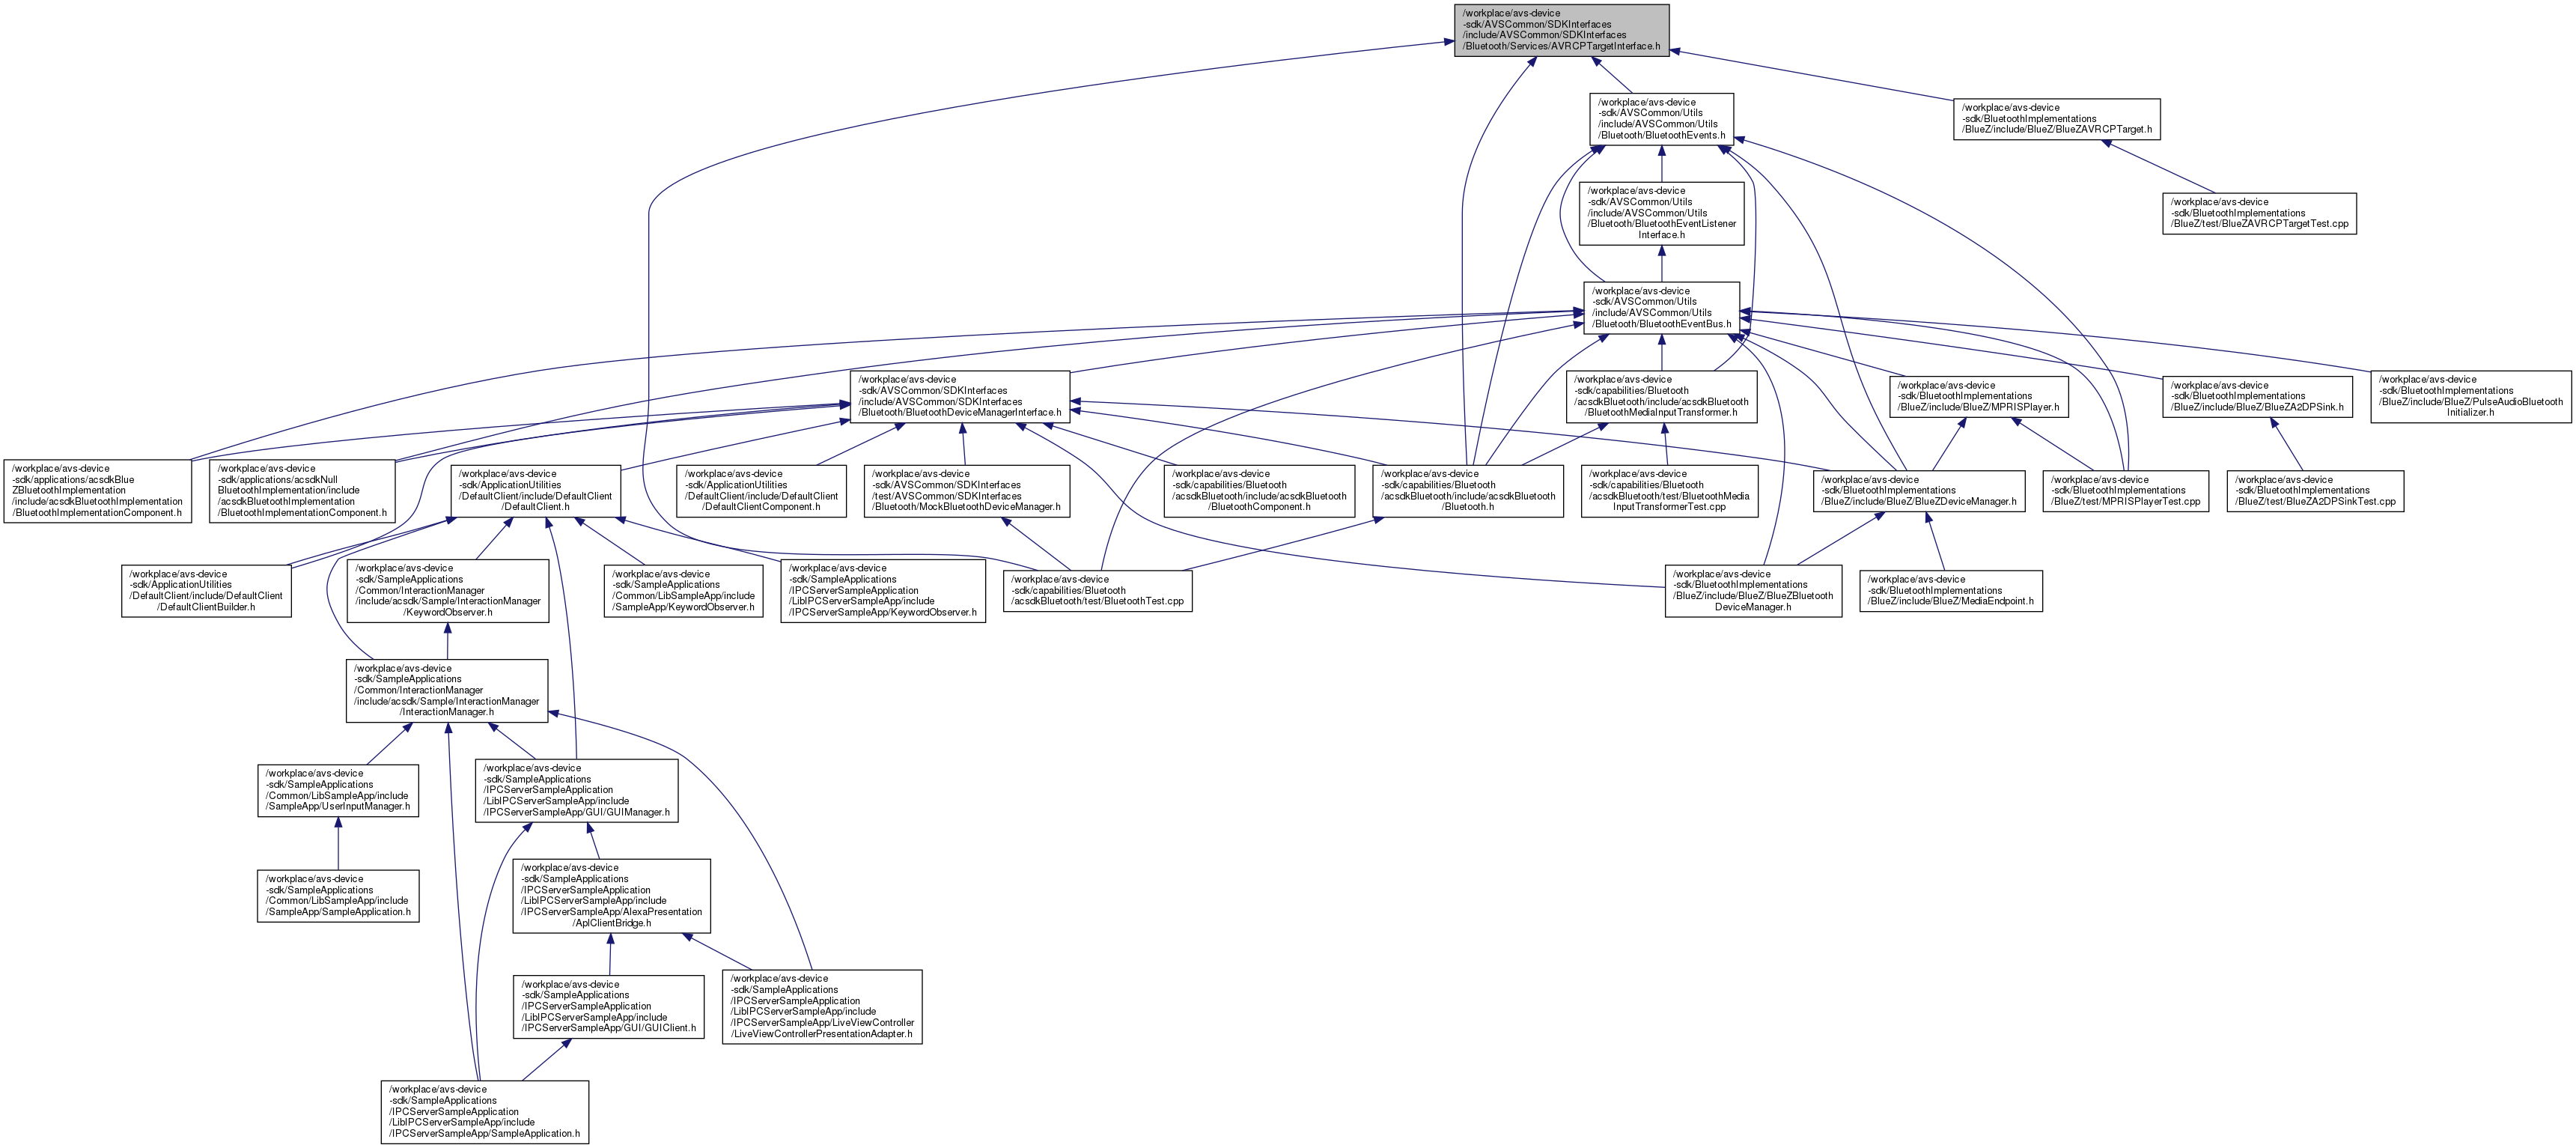 /workplace/avs-device
-sdk/AVSCommon/SDKInterfaces
/include/AVSCommon/SDKInterfaces
/Bluetooth/Services/AVRCPTargetInterface.h
/workplace/avs-device
-sdk/AVSCommon/Utils
/include/AVSCommon/Utils
/Bluetooth/BluetoothEvents.h
/workplace/avs-device
-sdk/BluetoothImplementations
/BlueZ/include/BlueZ/BlueZAVRCPTarget.h
/workplace/avs-device
-sdk/AVSCommon/Utils
/include/AVSCommon/Utils
/Bluetooth/BluetoothEventListener
Interface.h
/workplace/avs-device
-sdk/BluetoothImplementations
/BlueZ/test/BlueZAVRCPTargetTest.cpp
/workplace/avs-device
-sdk/AVSCommon/Utils
/include/AVSCommon/Utils
/Bluetooth/BluetoothEventBus.h
/workplace/avs-device
-sdk/AVSCommon/SDKInterfaces
/include/AVSCommon/SDKInterfaces
/Bluetooth/BluetoothDeviceManagerInterface.h
/workplace/avs-device
-sdk/capabilities/Bluetooth
/acsdkBluetooth/include/acsdkBluetooth
/BluetoothMediaInputTransformer.h
/workplace/avs-device
-sdk/BluetoothImplementations
/BlueZ/include/BlueZ/MPRISPlayer.h
/workplace/avs-device
-sdk/BluetoothImplementations
/BlueZ/include/BlueZ/BlueZA2DPSink.h
/workplace/avs-device
-sdk/BluetoothImplementations
/BlueZ/include/BlueZ/PulseAudioBluetooth
Initializer.h
/workplace/avs-device
-sdk/applications/acsdkBlue
ZBluetoothImplementation
/include/acsdkBluetoothImplementation
/BluetoothImplementationComponent.h
/workplace/avs-device
-sdk/applications/acsdkNull
BluetoothImplementation/include
/acsdkBluetoothImplementation
/BluetoothImplementationComponent.h
/workplace/avs-device
-sdk/ApplicationUtilities
/DefaultClient/include/DefaultClient
/DefaultClient.h
/workplace/avs-device
-sdk/ApplicationUtilities
/DefaultClient/include/DefaultClient
/DefaultClientComponent.h
/workplace/avs-device
-sdk/AVSCommon/SDKInterfaces
/test/AVSCommon/SDKInterfaces
/Bluetooth/MockBluetoothDeviceManager.h
/workplace/avs-device
-sdk/capabilities/Bluetooth
/acsdkBluetooth/include/acsdkBluetooth
/BluetoothComponent.h
/workplace/avs-device
-sdk/capabilities/Bluetooth
/acsdkBluetooth/include/acsdkBluetooth
/Bluetooth.h
/workplace/avs-device
-sdk/capabilities/Bluetooth
/acsdkBluetooth/test/BluetoothMedia
InputTransformerTest.cpp
/workplace/avs-device
-sdk/BluetoothImplementations
/BlueZ/include/BlueZ/BlueZDeviceManager.h
/workplace/avs-device
-sdk/BluetoothImplementations
/BlueZ/test/MPRISPlayerTest.cpp
/workplace/avs-device
-sdk/BluetoothImplementations
/BlueZ/test/BlueZA2DPSinkTest.cpp
/workplace/avs-device
-sdk/ApplicationUtilities
/DefaultClient/include/DefaultClient
/DefaultClientBuilder.h
/workplace/avs-device
-sdk/SampleApplications
/Common/InteractionManager
/include/acsdk/Sample/InteractionManager
/KeywordObserver.h
/workplace/avs-device
-sdk/SampleApplications
/Common/LibSampleApp/include
/SampleApp/KeywordObserver.h
/workplace/avs-device
-sdk/SampleApplications
/IPCServerSampleApplication
/LibIPCServerSampleApp/include
/IPCServerSampleApp/KeywordObserver.h
/workplace/avs-device
-sdk/capabilities/Bluetooth
/acsdkBluetooth/test/BluetoothTest.cpp
/workplace/avs-device
-sdk/BluetoothImplementations
/BlueZ/include/BlueZ/BlueZBluetooth
DeviceManager.h
/workplace/avs-device
-sdk/BluetoothImplementations
/BlueZ/include/BlueZ/MediaEndpoint.h
/workplace/avs-device
-sdk/SampleApplications
/Common/InteractionManager
/include/acsdk/Sample/InteractionManager
/InteractionManager.h
/workplace/avs-device
-sdk/SampleApplications
/Common/LibSampleApp/include
/SampleApp/UserInputManager.h
/workplace/avs-device
-sdk/SampleApplications
/IPCServerSampleApplication
/LibIPCServerSampleApp/include
/IPCServerSampleApp/GUI/GUIManager.h
/workplace/avs-device
-sdk/SampleApplications
/Common/LibSampleApp/include
/SampleApp/SampleApplication.h
/workplace/avs-device
-sdk/SampleApplications
/IPCServerSampleApplication
/LibIPCServerSampleApp/include
/IPCServerSampleApp/AlexaPresentation
/AplClientBridge.h
/workplace/avs-device
-sdk/SampleApplications
/IPCServerSampleApplication
/LibIPCServerSampleApp/include
/IPCServerSampleApp/GUI/GUIClient.h
/workplace/avs-device
-sdk/SampleApplications
/IPCServerSampleApplication
/LibIPCServerSampleApp/include
/IPCServerSampleApp/LiveViewController
/LiveViewControllerPresentationAdapter.h
/workplace/avs-device
-sdk/SampleApplications
/IPCServerSampleApplication
/LibIPCServerSampleApp/include
/IPCServerSampleApp/SampleApplication.h